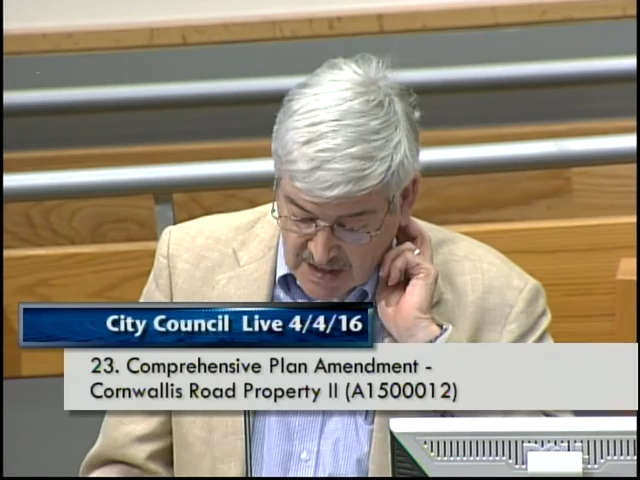 City Council Live 4/4/16
23. Comprehensive Plan Amendment -
Cornwallis Road Property II (A1500012)